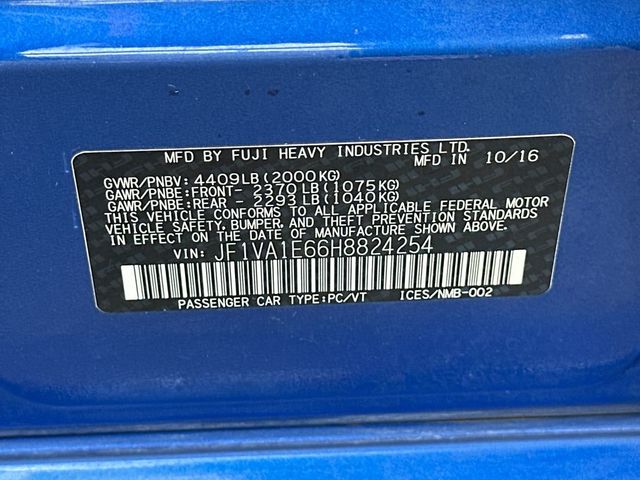 MFD BY FUJI HEAVY INDUSTRIES LTD.
MFD IN 10/16
GVWR/PNBV: 4409LB(2000KG)
GAWR/PNBE:FRONT- 2370LB(1075KG)
GAWR/PNBE:REAR - 2293LB(1040KG)
THIS VEHICLE CONFORMS TO ALL APPLICABLE FEDERAL MOTOR
VEHICLE SAFETY, BUMPER, AND THEFT PREVENTION STANDARDS
IN EFFECT ON THE DATE OF MANUFACTURE SHOWN ABOVE.
VIN: JF1VA1E66H8824254
PASSENGER CAR TYPE:PC/VT ICES/NMB-002